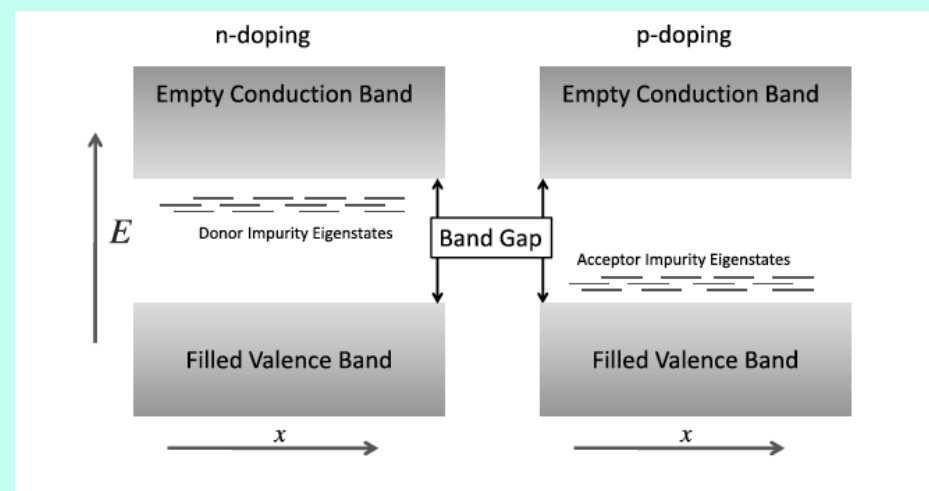 n-doping
p-doping
Empty Conduction Band
Empty Conduction Band
E
Donor Impurity Eigenstates
Band Gap
Acceptor Impurity Eigenstates
Filled Valence Band
Filled Valence Band
x
x